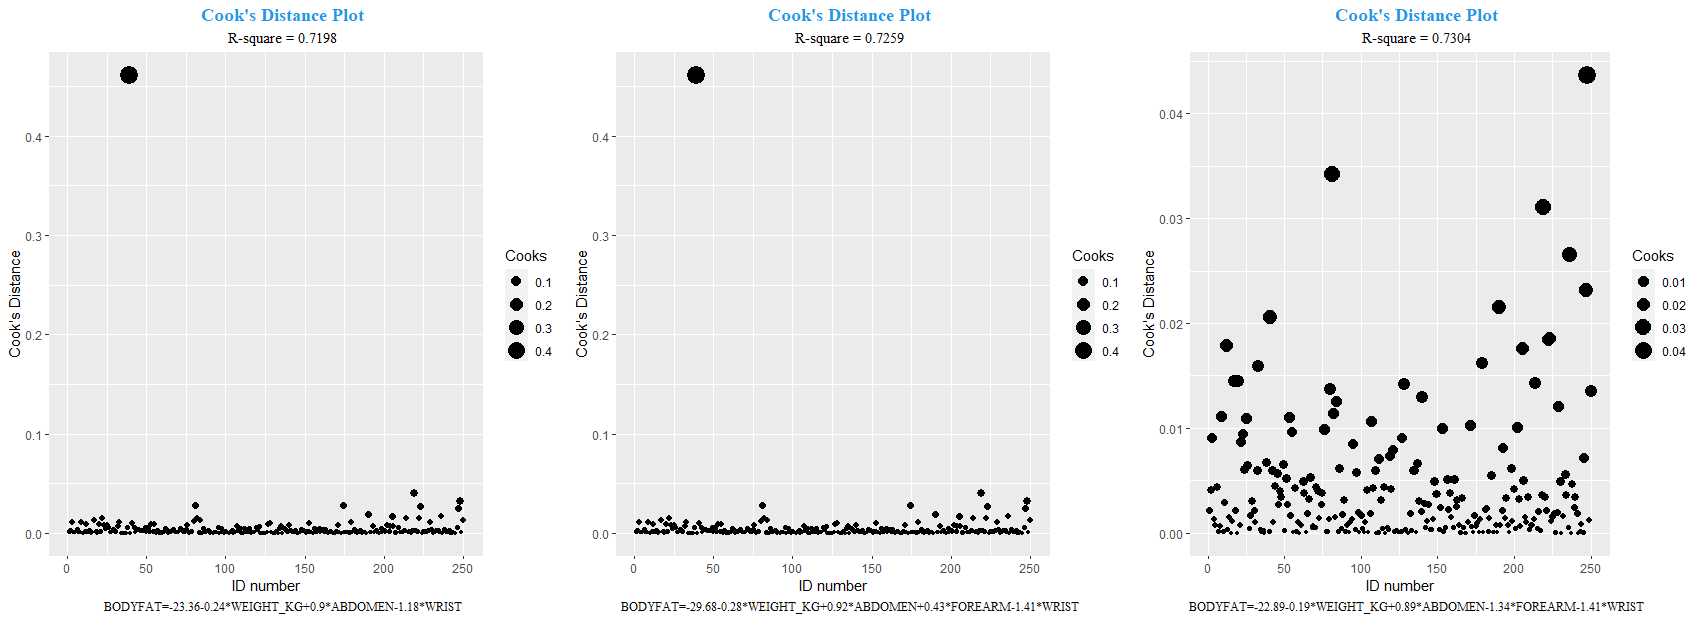 Cook's Distance Plot
R-square = 0.7198
Cook's Distance
0.4
0.3
0.2
0.1
0.0
0 50 100 150 200 250
ID number
BODYFAT=-23.36-0.24*WEIGHT_KG+0.9*ABDOMEN-1.18*WRIST
Cooks
0.1
0.2
0.3
0.4
Cook's Distance Plot
R-square = 0.7259
Cook's Distance
0.4
0.3
0.2
0.1
0.0
0 50 100 150 200 250
ID number
BODYFAT=-29.68-0.28*WEIGHT_KG+0.92*ABDOMEN+0.43*FOREARM-1.41*WRIST
Cooks
0.1
0.2
0.3
0.4
Cook's Distance Plot
R-square = 0.7304
Cook's Distance
0.04
0.03
0.02
0.01
0.00
0 50 100 150 200 250
ID number
BODYFAT=-22.89-0.19*WEIGHT_KG+0.89*ABDOMEN-1.34*FOREARM-1.41*WRIST
Cooks
0.01
0.02
0.03
0.04